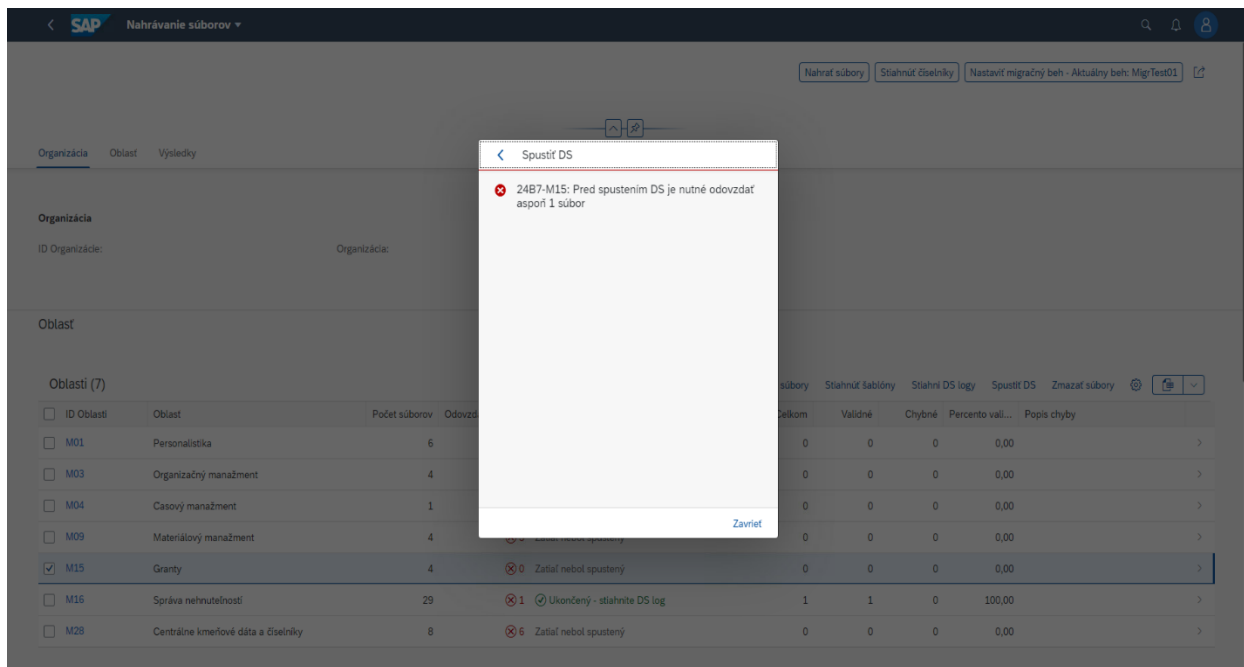 SAP Nahrávanie súborov
Nahrať súbory Stiahnúť číselníky Nastaviť migračný beh - Aktuálny beh: MigrTest01
Organizácia Oblasť Výsledky
Spustiť DS
24B7-M15: Pred spustením DS je nutné odovzdať
aspoň 1 súbor
Organizácia
ID Organizácie: Organizácia:
Oblasť
Oblasti (7) súbory Stiahnúť šablóny Stiahni DS logy Spustiť DS Zmazať súbory
ID Oblasti Oblasť Počet súborov Odovzd Celkom Validné Chybné Percento vali... Popis chyby
M01 Personalistika 6 0 0 0 0,00
M03 Organizačný manažment 4 0 0 0 0,00
M04 Časový manažment 1 0 0 0 0,00
Zavrieť
M09 Materiálový manažment 4 0 0 0 0,00
M15 Granty 4 0 Zatiaľ nebol spustený 0 0 0 0,00
M16 Správa nehnuteľností 29 1 Ukončený - stiahnite DS log 1 1 0 100,00
M28 Centrálne kmeňové dáta a číselníky 8 6 Zatiaľ nebol spustený 0 0 0 0,00